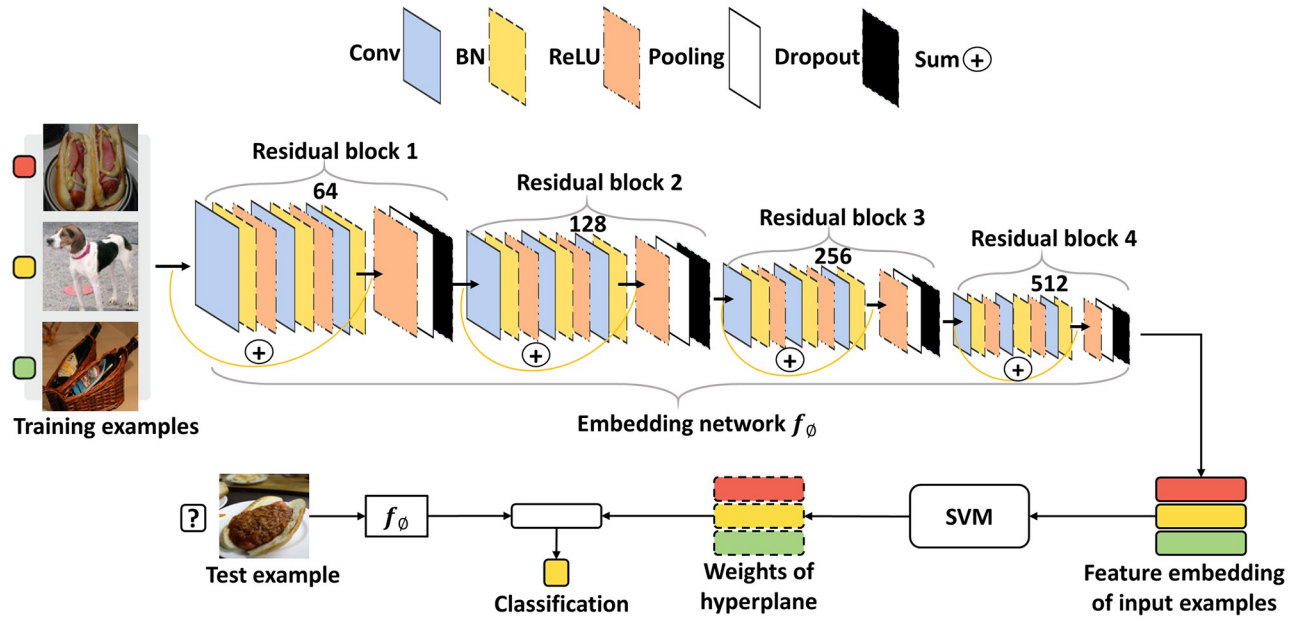 Conv BN ReLU Pooling Dropout Sum +
Residual block 1
64
Residual block 2
128
Residual block 3
256
Residual block 4
512
+ + + +
Training examples
Embedding network f∅
?
f∅
SVM
Test example
Classification
Weights of
hyperplane
Feature embedding
of input examples